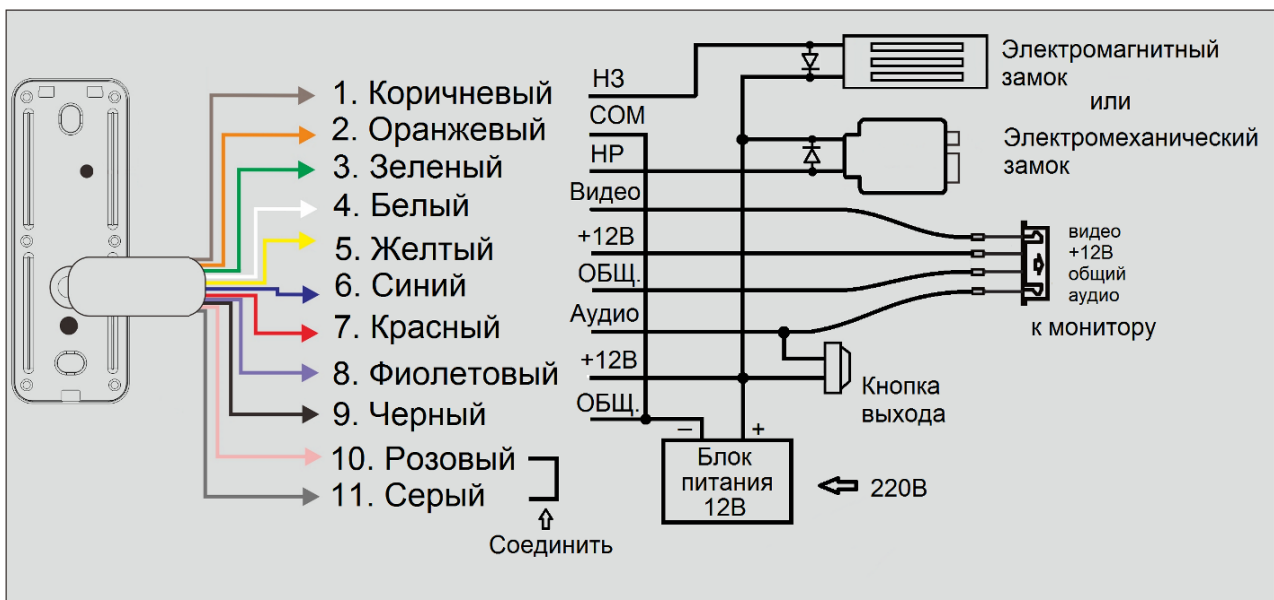 1. Коричневый
2. Оранжевый
3. Зеленый
4. Белый
5. Желтый
6. Синий
7. Красный
8. Фиолетовый
9. Черный
10. Розовый
11. Серый
Соединить
НЗ
COM
НР
Видео
+12В
ОБЩ.
Аудио
+12В
ОБЩ.
Электромагнитный
замок
или
Электромеханический
замок
видео
+12В
общий
аудио
к монитору
Кнопка
выхода
– +
Блок
питания
12В
220В